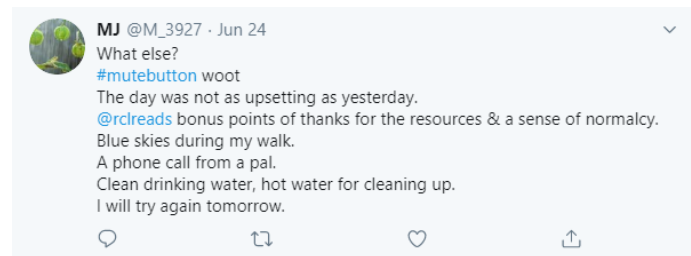 MJ @M_3927 · Jun 24
What else?
#mutebutton woot
The day was not as upsetting as yesterday.
@rclreads bonus points of thanks for the resources & a sense of normalcy.
Blue skies during my walk.
A phone call from a pal.
Clean drinking water, hot water for cleaning up.
I will try again tomorrow.